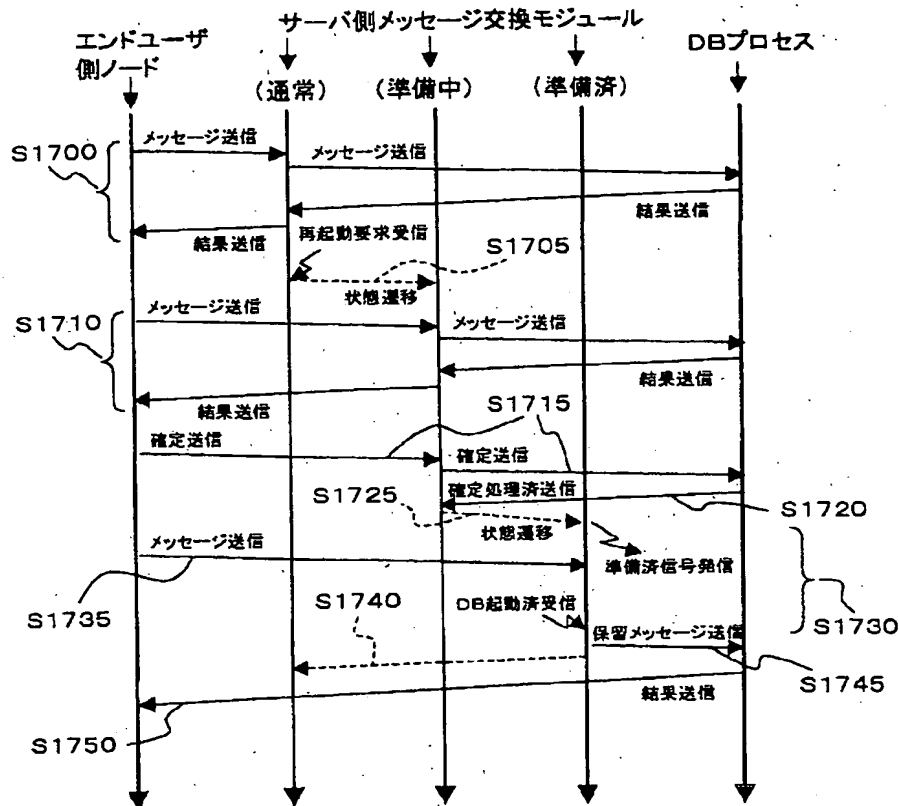 サーバ側メッセージ交換モジュール
エンドユーザ
側ノード
DBプロセス
(通常)
(準備中)
(準備済)
S1700
メッセージ送信
メッセージ送信
結果送信
結果送信
再起動要求受信
S1705
状態遷移
S1710
メッセージ送信
メッセージ送信
結果送信
結果送信
S1715
確定送信
確定送信
確定処理済送信
S1720
S1725
状態遷移
メッセージ送信
準備済信号発信
S1730
S1735
S1740
DB起動済受信
保留メッセージ送信
S1745
結果送信
S1750